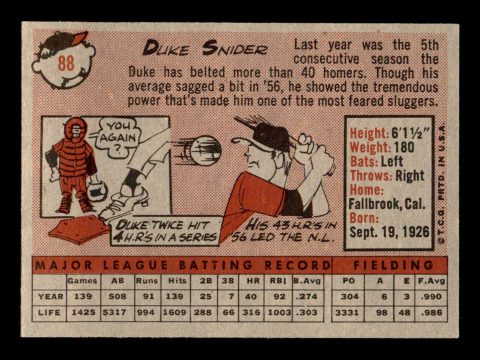 88
DUKE SNIDER
Last year was the 5th
consecutive season the
Duke has belted more than 40 homers. Though his
average sagged a bit in '56, he showed the tremendous
power that's made him one of the most feared sluggers.
YOU AGAIN?
DUKE TWICE HIT
4 H.R'S IN A SERIES
HIS 43 H.R.'S IN
'56 LED THE N.L.
Height: 6'1½"
Weight: 180
Bats: Left
Throws: Right
Home:
Fallbrook, Cal.
Born:
Sept. 19, 1926
© T.C.G. PRTD. IN U.S.A.
MAJOR LEAGUE BATTING RECORD FIELDING
Games AB Runs Hits 2B 3B HR RBI B.Avg PO A E F.Avg
YEAR 139 508 91 139 25 7 40 92 .274 304 6 3 .990
LIFE 1425 5317 994 1609 288 66 316 1003 .303 3331 98 48 .986